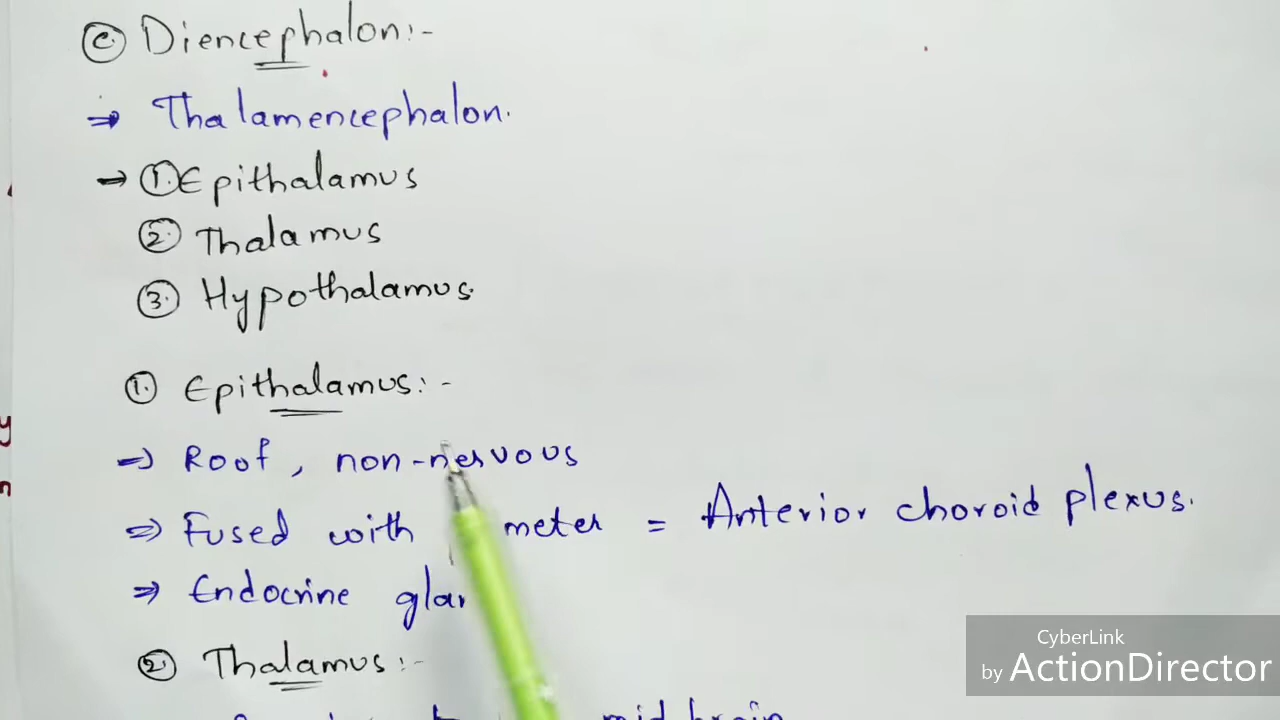 C. Diencephalon:-
→ Thalamencephalon.
→ 1. Epithalamus
2. Thalamus
3. Hypothalamus.
1. Epithalamus:-
→ Roof, non-nervous
⇒ Fused with meter = Anterior choroid plexus.
⇒ Endocrine
2. Thalamus:-
CyberLink
by ActionDirector